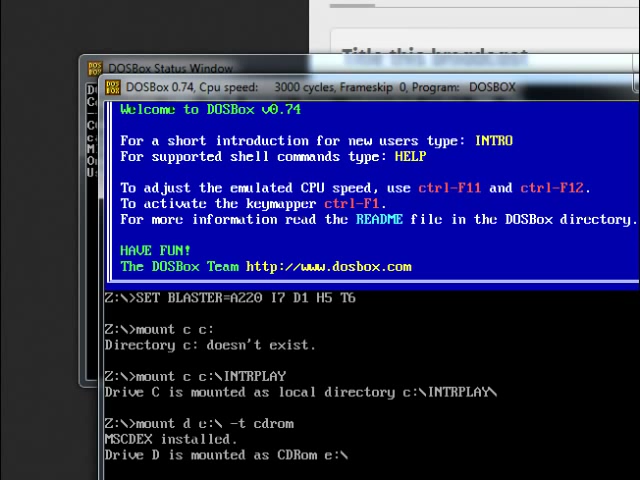 Title this broadcast
DOSBox Status Window
DOSBox 0.74, Cpu speed: 3000 cycles, Frameskip 0, Program: DOSBOX
Welcome to DOSBox v0.74
For a short introduction for new users type: INTRO
For supported shell commands type: HELP
To adjust the emulated CPU speed, use ctrl-F11 and ctrl-F12.
To activate the keymapper ctrl-F1.
For more information read the README file in the DOSBox directory.
HAVE FUN!
The DOSBox Team http://www.dosbox.com
Z:\>SET BLASTER=A220 I7 D1 H5 T6
Z:\>mount c c:
Directory c: doesn't exist.
Z:\>mount c c:\INTRPLAY
Drive C is mounted as local directory c:\INTRPLAY\
Z:\>mount d e:\ -t cdrom
MSCDEX installed.
Drive D is mounted as CDRom e:\